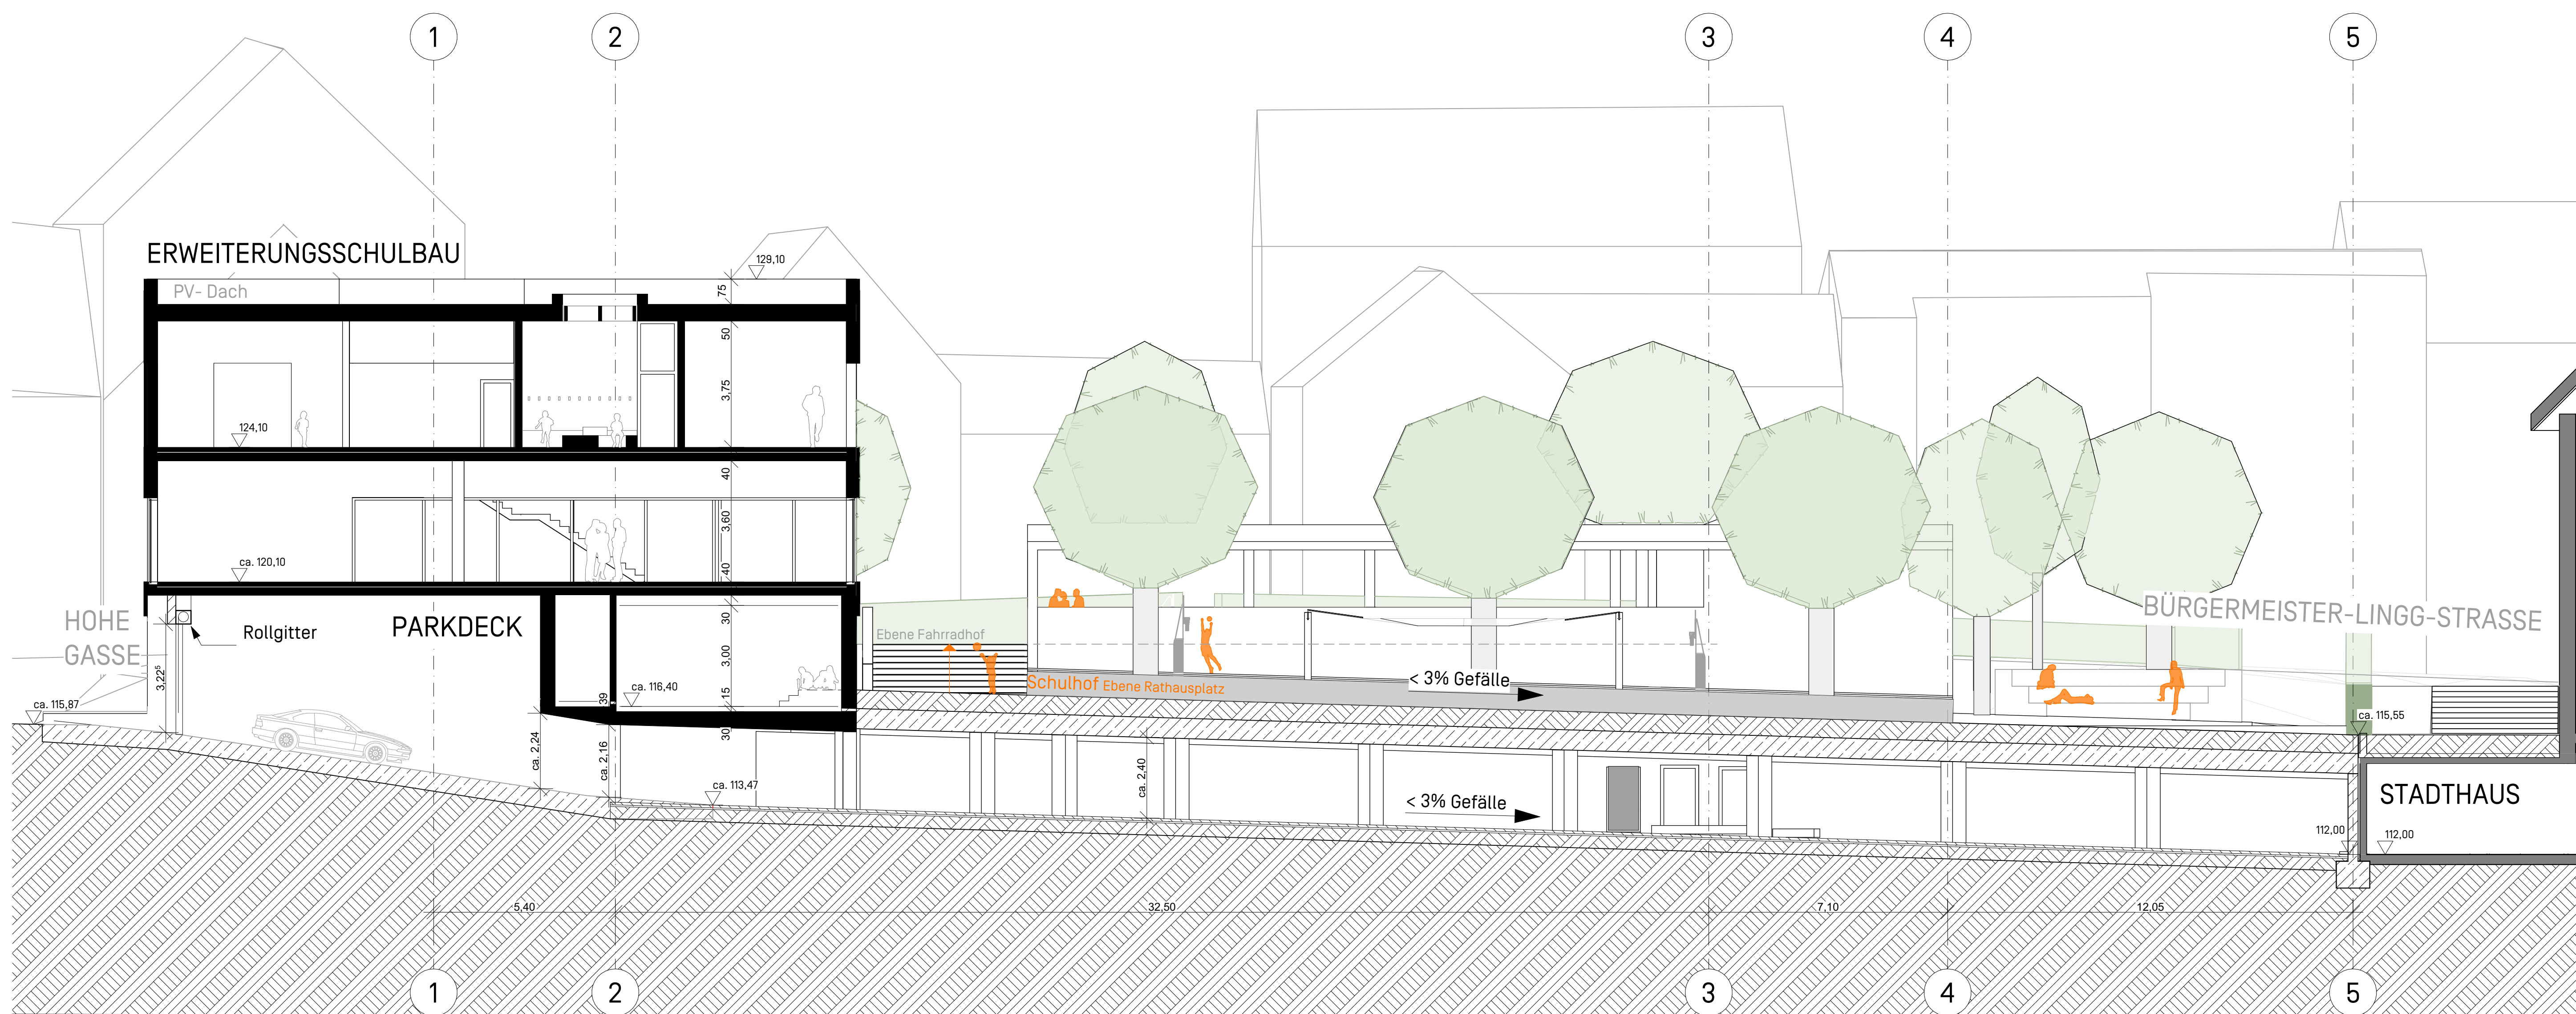 1
2
3
4
5
ERWEITERUNGSSCHULBAU
PV- Dach
129,10
75
50
3,75
124,10
40
3,60
ca. 120,10
40
HOHE
GASSE
Rollgitter
PARKDECK
30
3,00
15
30
39
ca. 116,40
3,22⁵
ca. 115,87
Ebene Fahrradhof
Schulhof Ebene Rathausplatz
< 3% Gefälle
BÜRGERMEISTER-LINGG-STRASSE
ca. 115,55
ca. 2,24
ca. 2,16
ca. 113,47
ca. 2,40
< 3% Gefälle
STADTHAUS
112,00
112,00
5,40
32,50
7,10
12,05
1
2
3
4
5